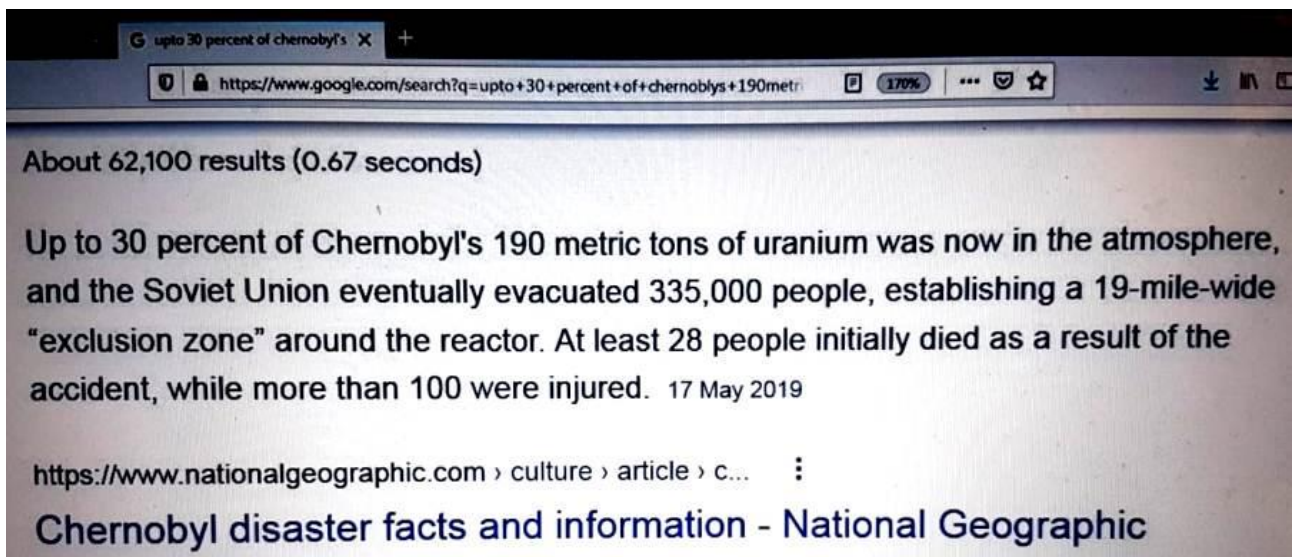 G upto 30 percent of chernobyl's X +
https://www.google.com/search?q=upto+30+percent+of+chernoblys+190metri 170%
About 62,100 results (0.67 seconds)
Up to 30 percent of Chernobyl's 190 metric tons of uranium was now in the atmosphere,
and the Soviet Union eventually evacuated 335,000 people, establishing a 19-mile-wide
“exclusion zone” around the reactor. At least 28 people initially died as a result of the
accident, while more than 100 were injured. 17 May 2019
https://www.nationalgeographic.com › culture › article › c...
Chernobyl disaster facts and information - National Geographic